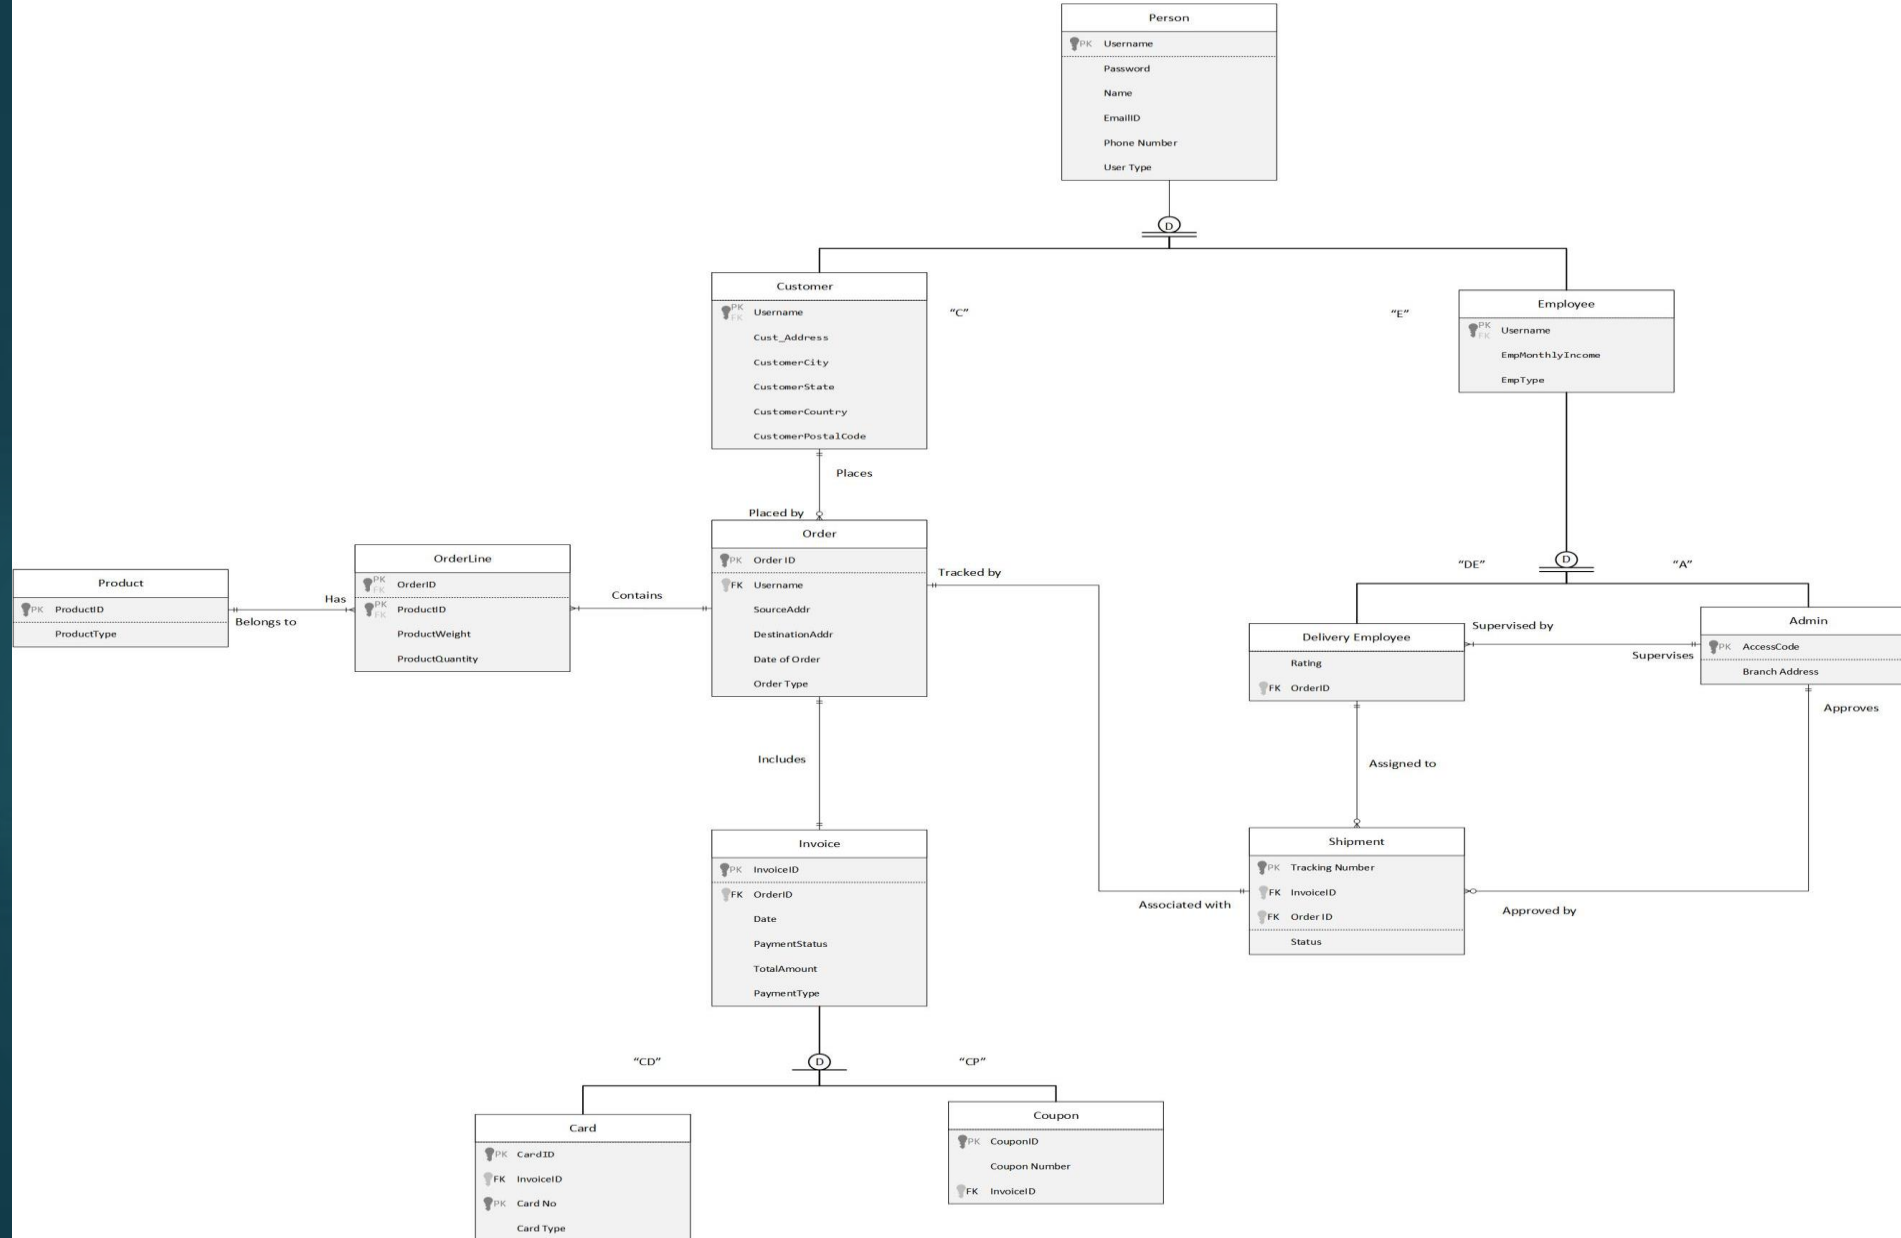 Person
PK Username
Password
Name
EmailID
Phone Number
User Type
D
Customer
PK
FK
Username
Cust_Address
CustomerCity
CustomerState
CustomerCountry
CustomerPostalCode
"C"
"E"
Employee
PK
FK
Username
EmpMonthlyIncome
EmpType
Places
Placed by
Order
PK Order ID
FK Username
SourceAddr
DestinationAddr
Date of Order
Order Type
OrderLine
PK
FK
OrderID
PK
FK
ProductID
ProductWeight
ProductQuantity
Product
PK ProductID
ProductType
Has
Belongs to
Contains
Tracked by
"DE"
D
"A"
Delivery Employee
Rating
FK OrderID
Supervised by
Supervises
Admin
PK AccessCode
Branch Address
Approves
Includes
Assigned to
Invoice
PK InvoiceID
FK OrderID
Date
PaymentStatus
TotalAmount
PaymentType
Associated with
Shipment
PK Tracking Number
FK InvoiceID
FK Order ID
Status
Approved by
"CD"
D
"CP"
Card
PK CardID
FK InvoiceID
PK Card No
Card Type
Coupon
PK CouponID
Coupon Number
FK InvoiceID